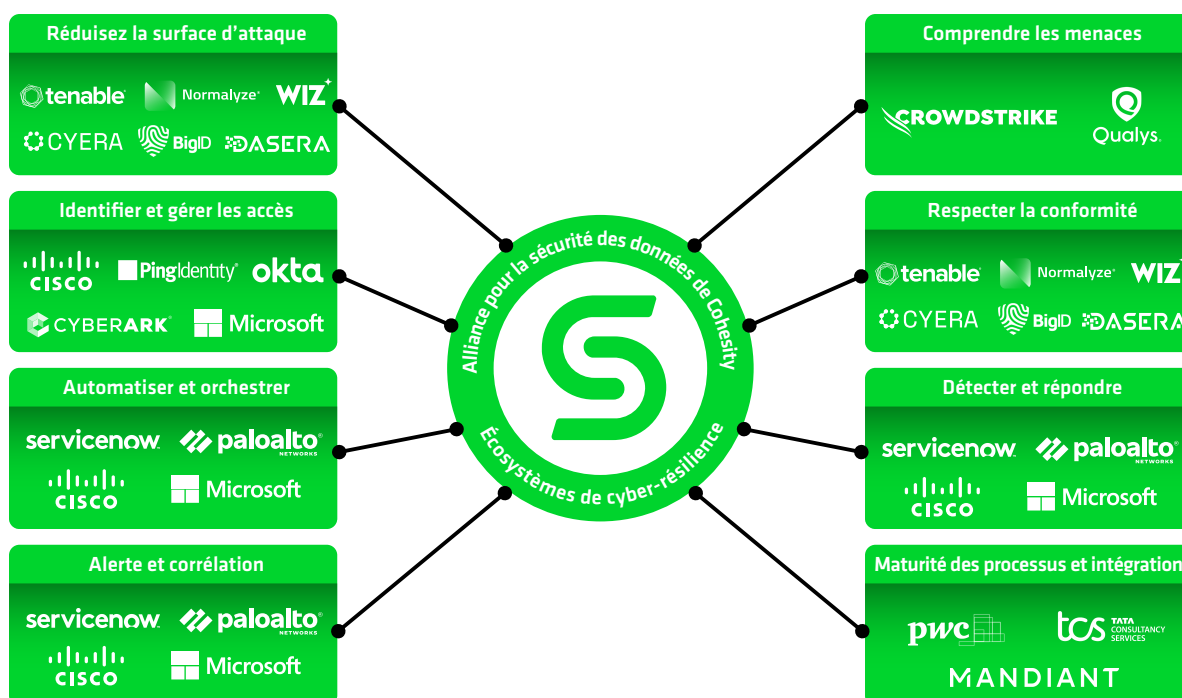 Réduisez la surface d’attaque
tenable
Normalyze
WIZ
CYERA
BigID
DASERA
Identifier et gérer les accès
CISCO
PingIdentity®
okta
CYBERARK®
Microsoft
Automatiser et orchestrer
servicenow
paloalto®
NETWORKS
CISCO
Microsoft
Alerte et corrélation
servicenow
paloalto®
NETWORKS
CISCO
Microsoft
Alliance pour la sécurité des données de Cohesity
Écosystèmes de cyber-résilience
Comprendre les menaces
CROWDSTRIKE
Qualys.
Respecter la conformité
tenable
Normalyze
WIZ
CYERA
BigID
DASERA
Détecter et répondre
servicenow
paloalto®
NETWORKS
CISCO
Microsoft
Maturité des processus et intégration
pwc
tcs TATA
CONSULTANCY
SERVICES
MANDIANT